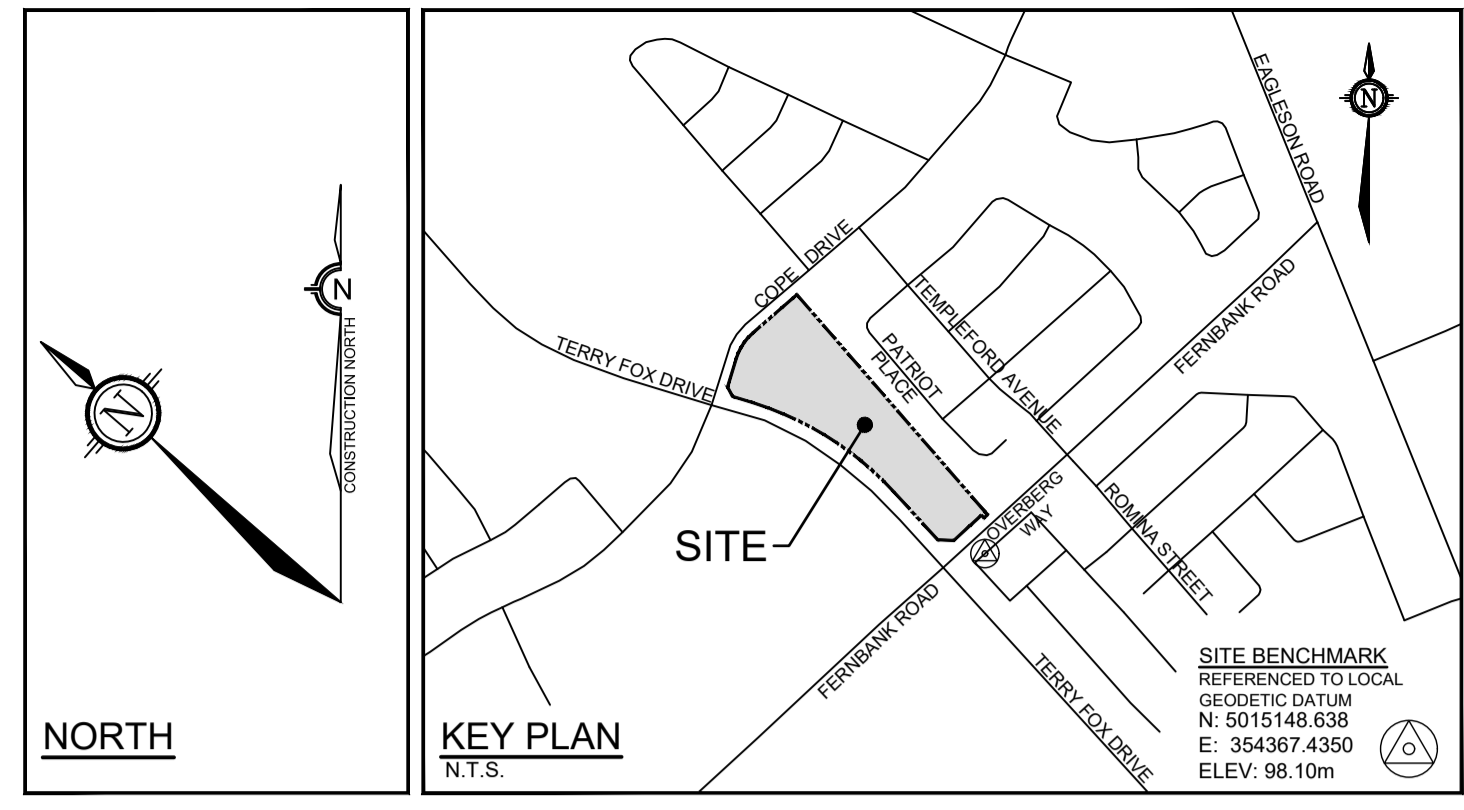 N
CONSTRUCTION NORTH
N
NORTH
N
EAGLESON ROAD
COPE DRIVE
TEMPLEFORD AVENUE
FERNBANK ROAD
TERRY FOX DRIVE
PATRIOT
PLACE
SITE
OVERBERG
WAY
ROMINA STREET
FERNBANK ROAD
TERRY FOX DRIVE
SITE BENCHMARK
REFERENCED TO LOCAL
GEODETIC DATUM
N: 5015148.638
E: 354367.4350
ELEV: 98.10m
KEY PLAN
N.T.S.